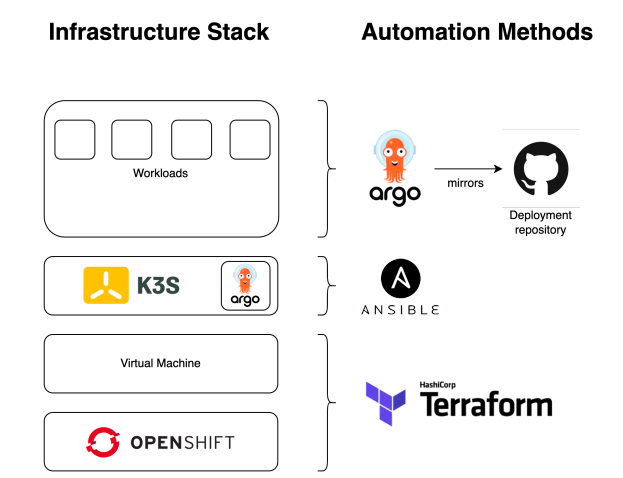 Infrastructure Stack
Automation Methods
Workloads
argo
mirrors
Deployment
repository
K3S
argo
ANSIBLE
Virtual Machine
HashiCorp
Terraform
OPENSHIFT